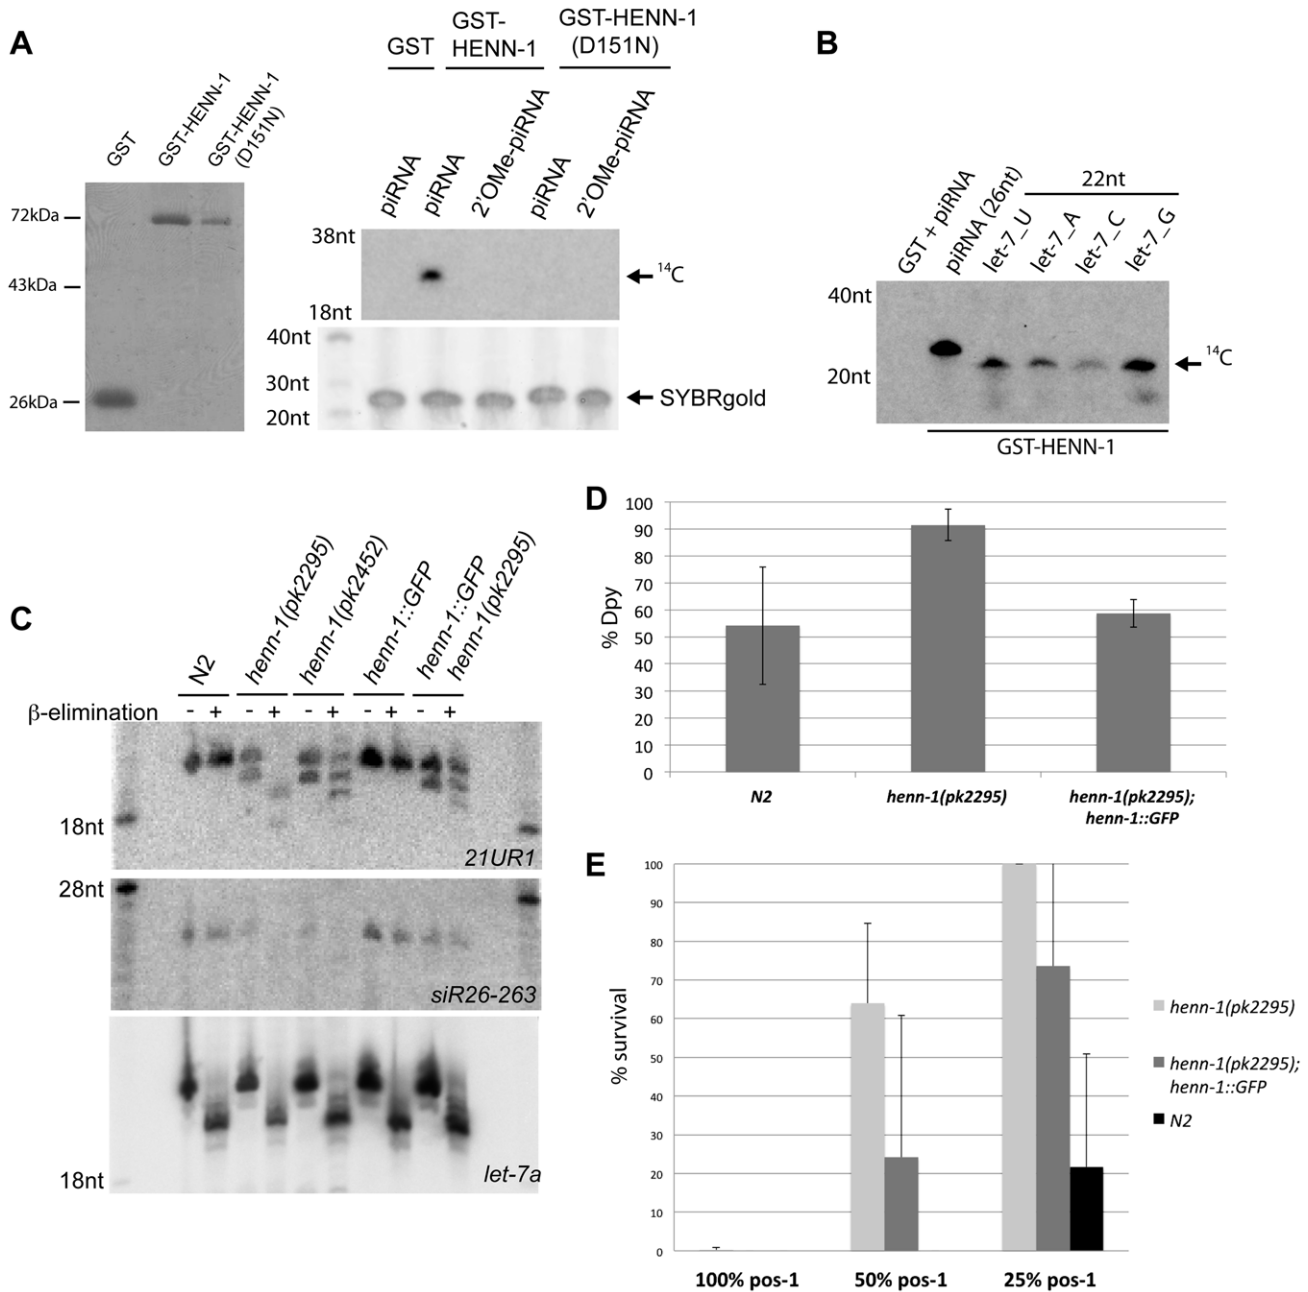 A
GST
GST-HENN-1
GST-HENN-1
(D151N)
72kDa
43kDa
26kDa
GST
GST-
HENN-1
GST-HENN-1
(D151N)
piRNA
piRNA
2'OMe-piRNA
piRNA
2'OMe-piRNA
38nt
18nt
14C
40nt
30nt
20nt
SYBRgold
B
22nt
GST + piRNA
piRNA (26nt)
let-7_U
let-7_A
let-7_C
let-7_G
40nt
20nt
14C
GST-HENN-1
C
N2
henn-1(pk2295)
henn-1(pk2452)
henn-1::GFP
henn-1::GFP
henn-1(pk2295)
β-elimination - + - + - + - + - +
18nt
21UR1
28nt
siR26-263
let-7a
18nt
D
% Dpy
100
90
80
70
60
50
40
30
20
10
0
N2
henn-1(pk2295)
henn-1(pk2295);
henn-1::GFP
E
% survival
100
90
80
70
60
50
40
30
20
10
0
100% pos-1
50% pos-1
25% pos-1
henn-1(pk2295)
henn-1(pk2295);
henn-1::GFP
N2